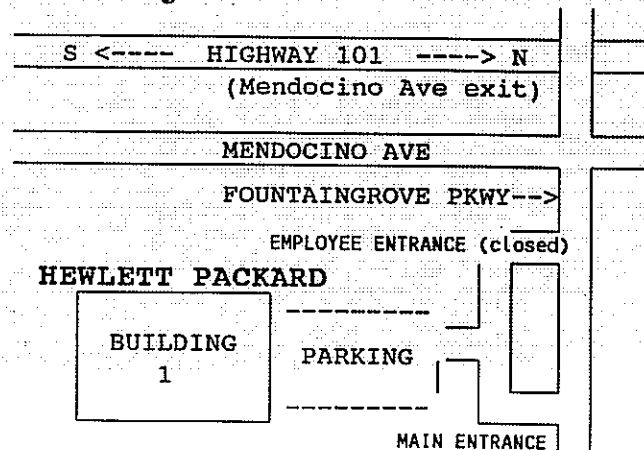 S <---- HIGHWAY 101 ----> N
(Mendocino Ave exit)
MENDOCINO AVE
FOUNTAINGROVE PKWY-->
EMPLOYEE ENTRANCE (closed)
HEWLETT PACKARD
BUILDING
1
PARKING
MAIN ENTRANCE